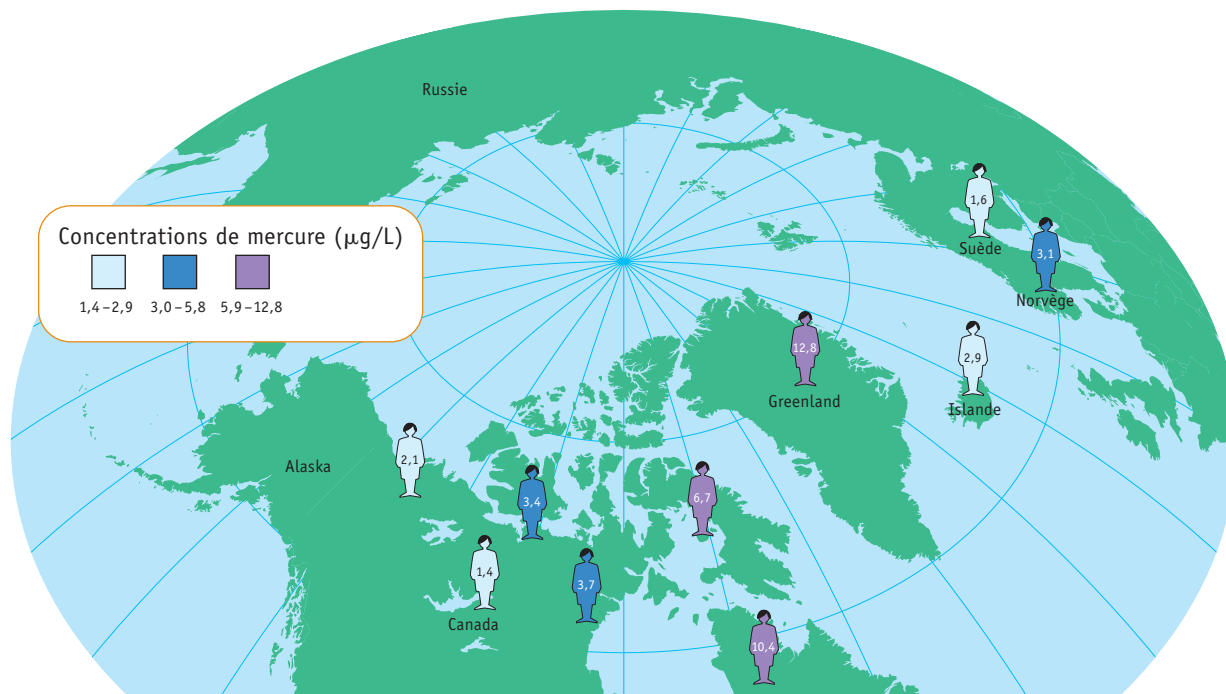 Russie
Concentrations de mercure (µg/L)
1,4–2,9 3,0–5,8 5,9–12,8
1,6
Suède
3,1
Norvège
12,8
Greenland
2,9
Islande
2,1
Alaska
3,4
6,7
1,4
3,7
Canada
10,4